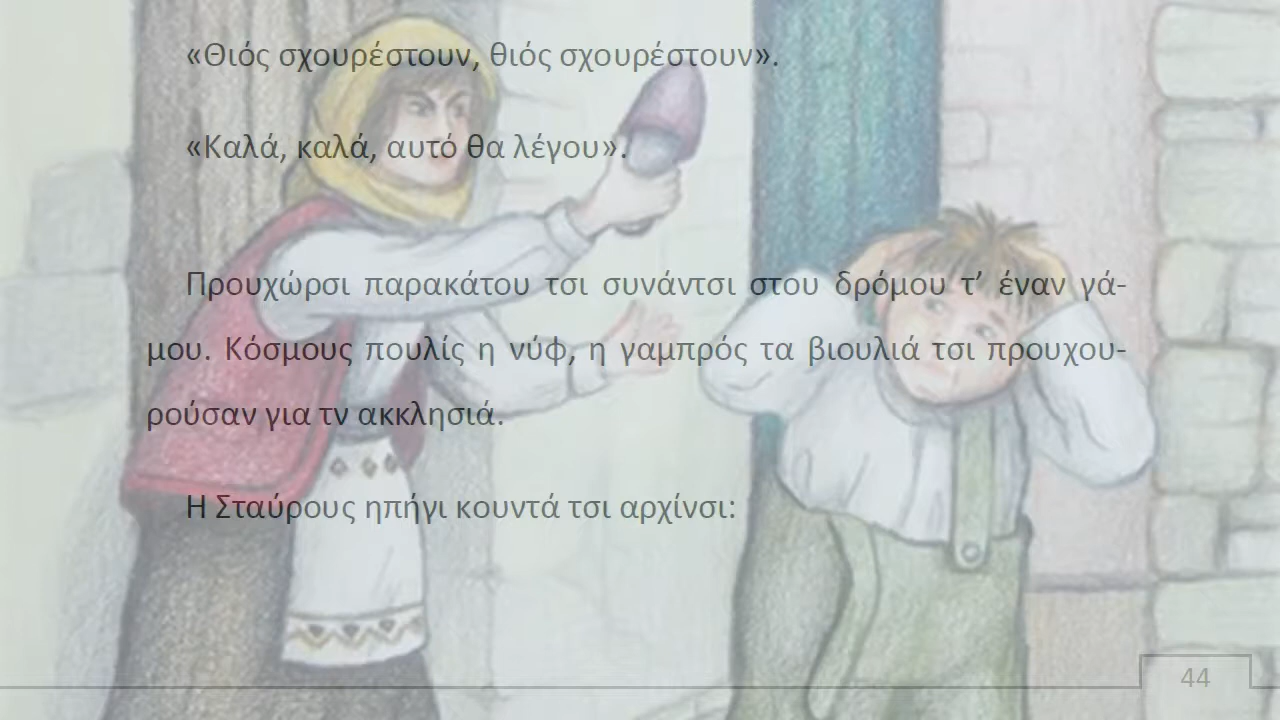 «Θιός σχουρέστουν, θιός σχουρέστουν».
«Καλά, καλά, αυτό θα λέγου».
Προυχώρσι παρακάτου τσι συνάντσι στου δρόμου τ’ έναν γά-
μου. Κόσμους πουλίς η νύφ, η γαμπρός τα βιουλιά τσι προυχου-
ρούσαν για τν ακκλησιά.
Η Σταύρους ηπήγι κουντά τσι αρχίνσι:
44